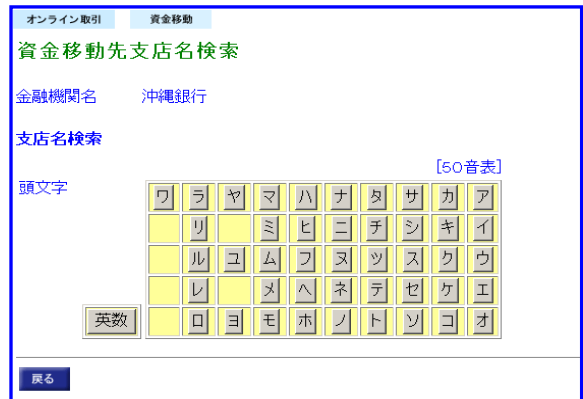 オンライン取引 資金移動
資金移動先支店名検索
金融機関名 沖縄銀行
支店名検索
[50音表]
頭文字
ワ ラ ヤ マ ハ ナ タ サ カ ア
リ ミ ヒ ニ チ シ キ イ
ル ユ ム フ ヌ ツ ス ク ウ
レ メ ヘ ネ テ セ ケ エ
英数 ロ ヨ モ ホ ノ ト ソ コ オ
戻る